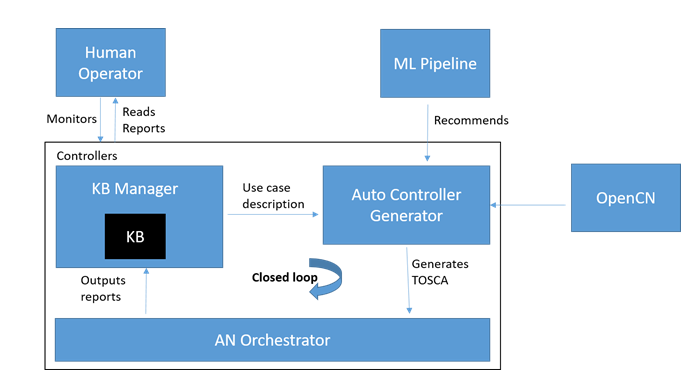 Human
Operator
ML Pipeline
Monitors
Reads
Reports
Recommends
Controllers
KB Manager
KB
Use case
description
Auto Controller
Generator
OpenCN
Outputs
reports
Closed loop
Generates
TOSCA
AN Orchestrator